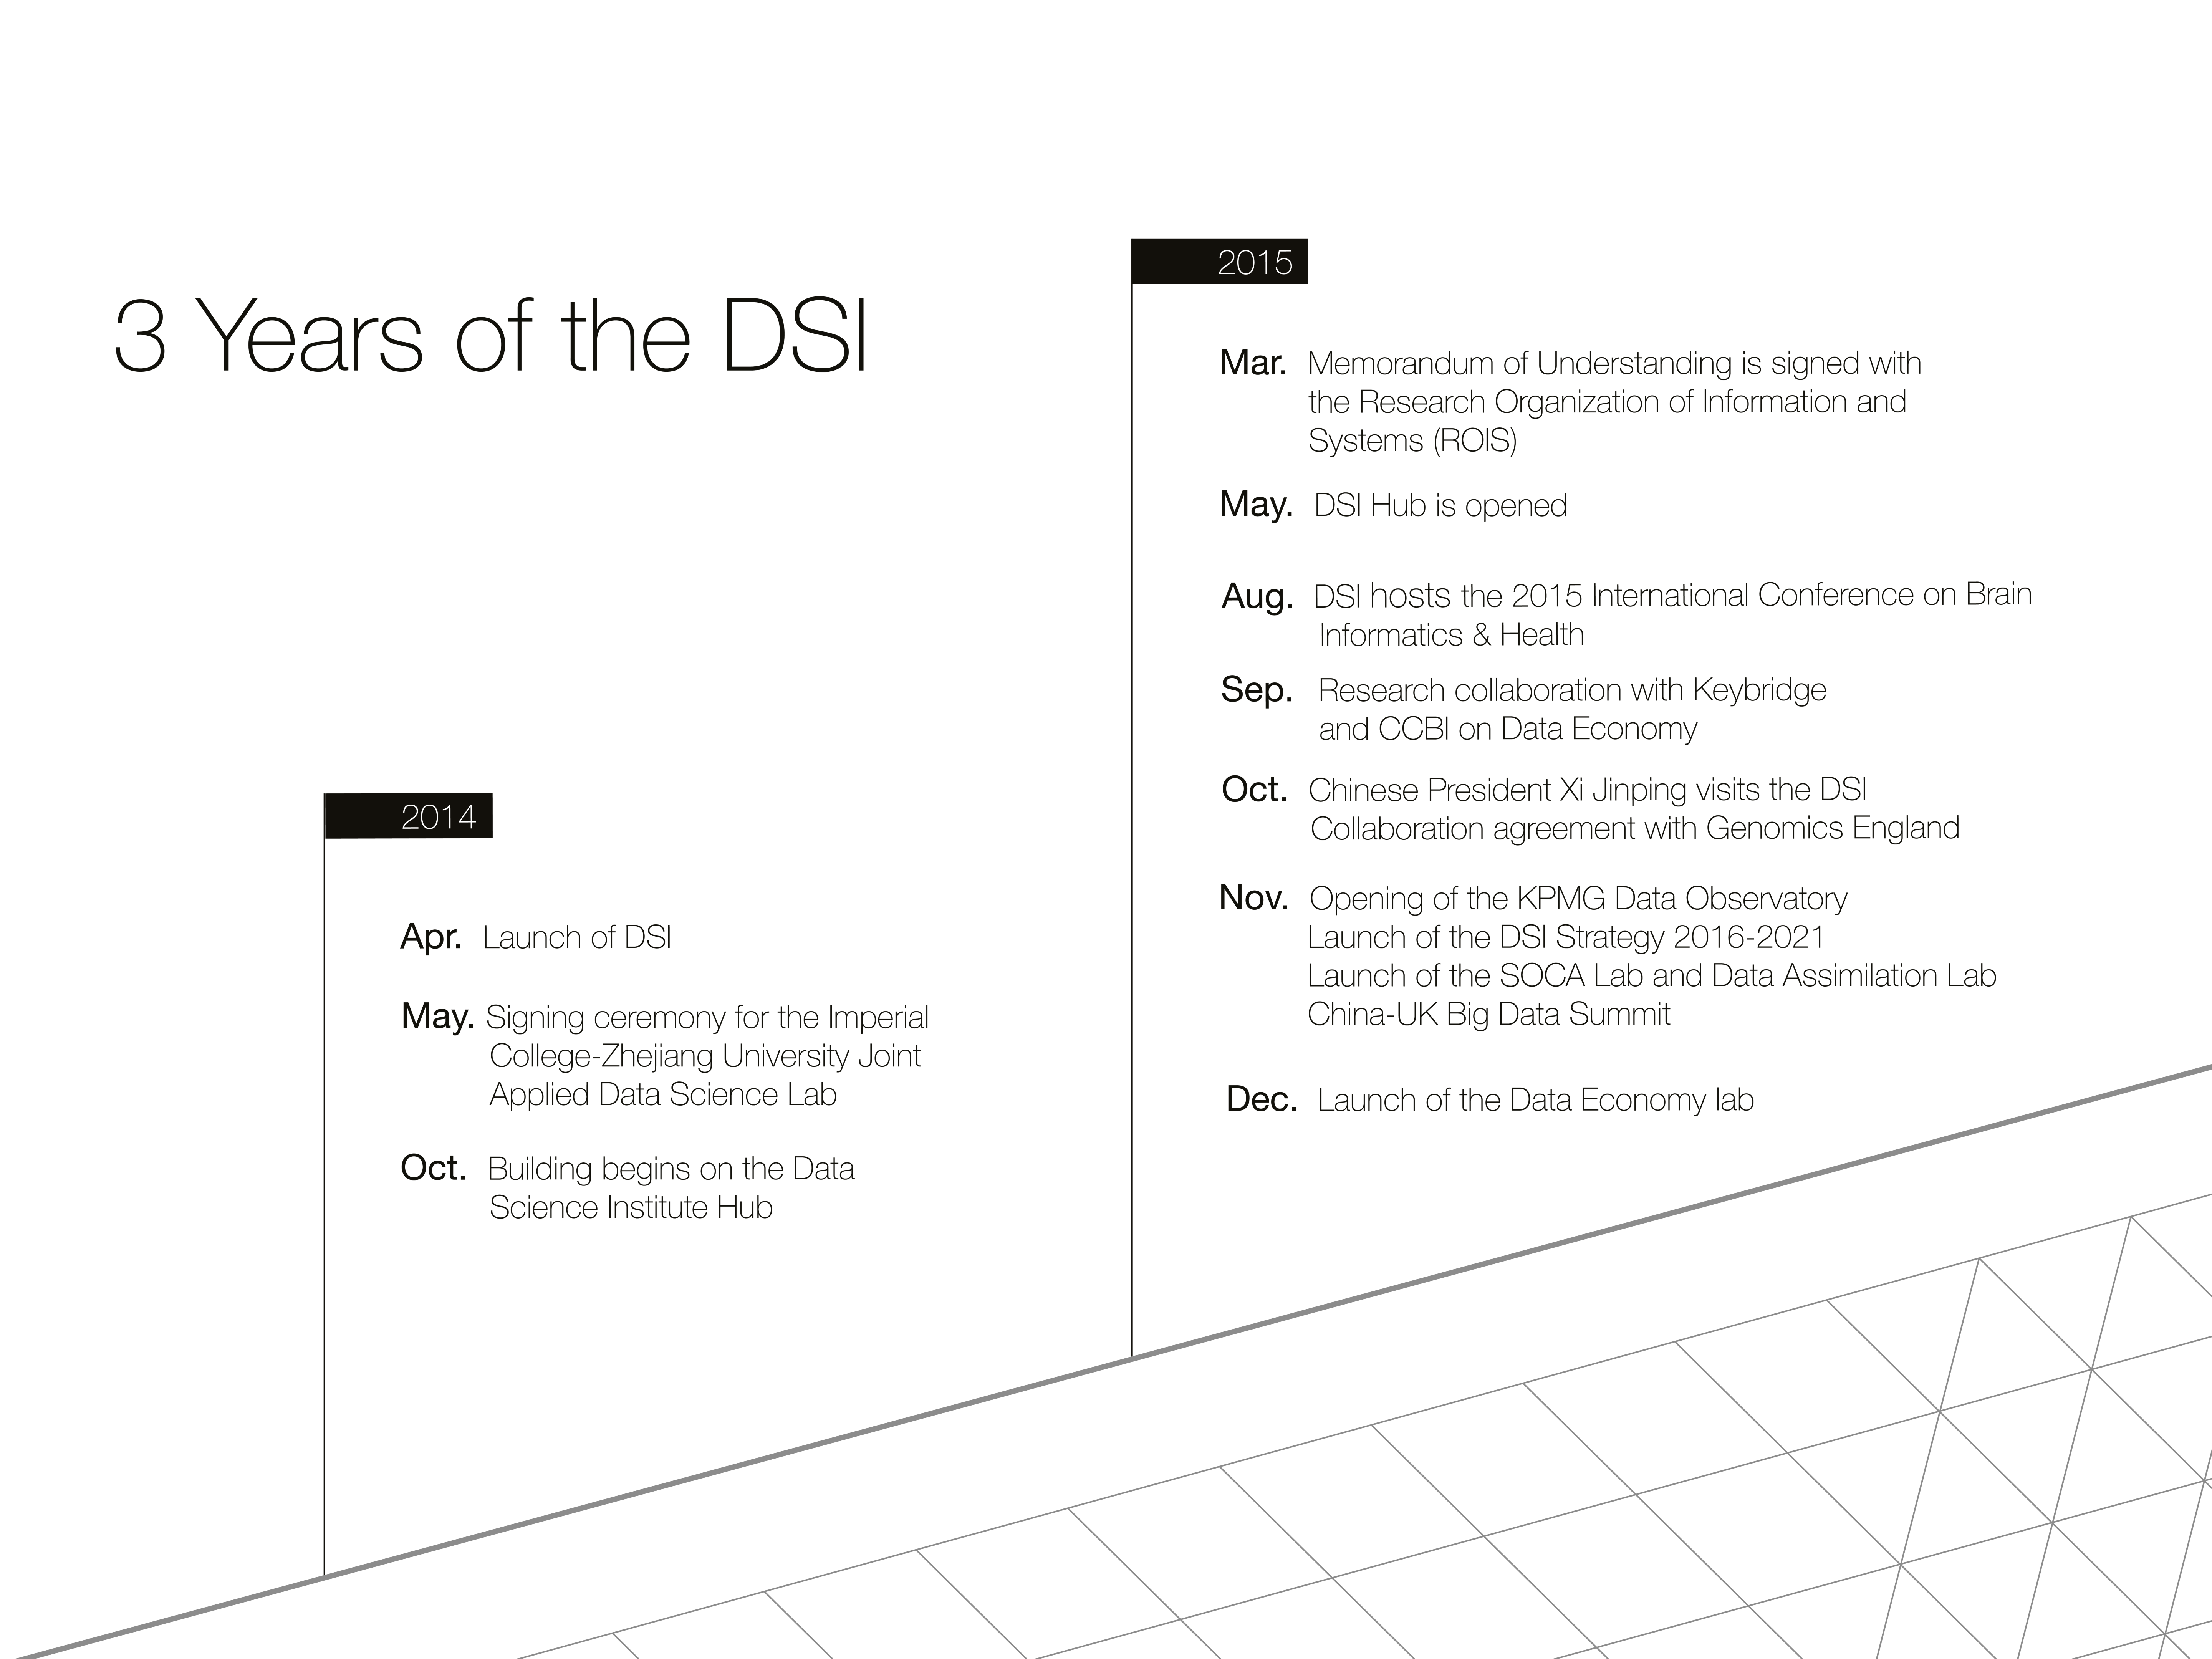 3 Years of the DSI
2014
Apr. Launch of DSI
May. Signing ceremony for the Imperial
College-Zhejiang University Joint
Applied Data Science Lab
Oct. Building begins on the Data
Science Institute Hub
2015
Mar. Memorandum of Understanding is signed with
the Research Organization of Information and
Systems (ROIS)
May. DSI Hub is opened
Aug. DSI hosts the 2015 International Conference on Brain
Informatics & Health
Sep. Research collaboration with Keybridge
and CCBI on Data Economy
Oct. Chinese President Xi Jinping visits the DSI
Collaboration agreement with Genomics England
Nov. Opening of the KPMG Data Observatory
Launch of the DSI Strategy 2016-2021
Launch of the SOCA Lab and Data Assimilation Lab
China-UK Big Data Summit
Dec. Launch of the Data Economy lab